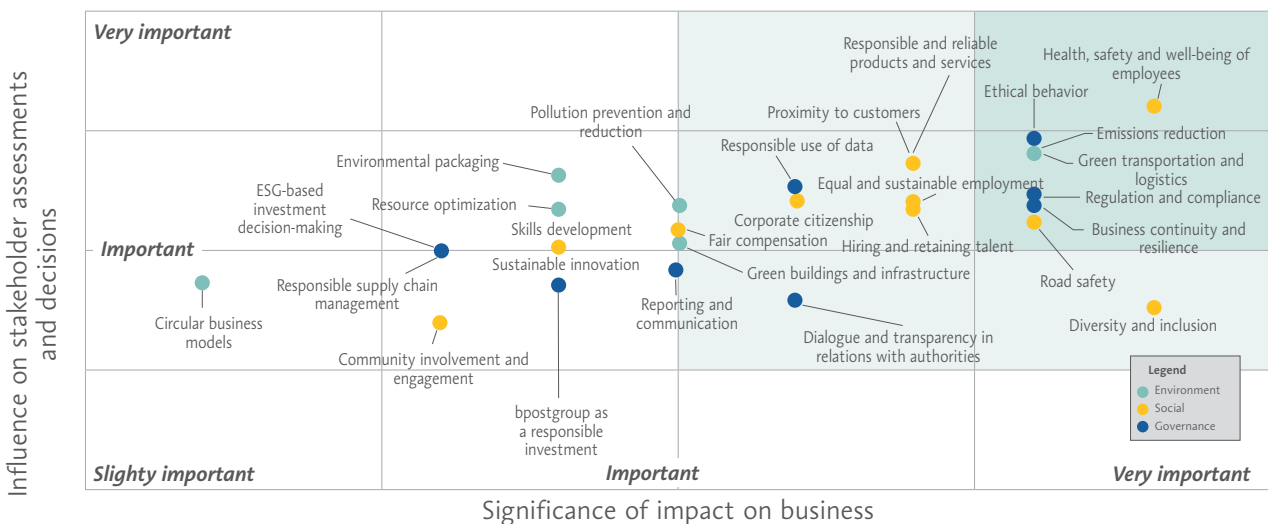 Influence on stakeholder assessments
and decisions
Very important
Important
Slighty important
Important
Very important
Significance of impact on business
Circular business
models
ESG-based
investment
decision-making
Responsible supply chain
management
Community involvement and
engagement
Environmental packaging
Resource optimization
Skills development
Sustainable innovation
bpostgroup as
a responsible
investment
Pollution prevention and
reduction
Fair compensation
Green buildings and infrastructure
Reporting and
communication
Responsible use of data
Corporate citizenship
Dialogue and transparency in
relations with authorities
Responsible and reliable
products and services
Proximity to customers
Equal and sustainable employment
Hiring and retaining talent
Health, safety and well-being of
employees
Ethical behavior
Emissions reduction
Green transportation and
logistics
Regulation and compliance
Business continuity and
resilience
Road safety
Diversity and inclusion
Legend
Environment
Social
Governance